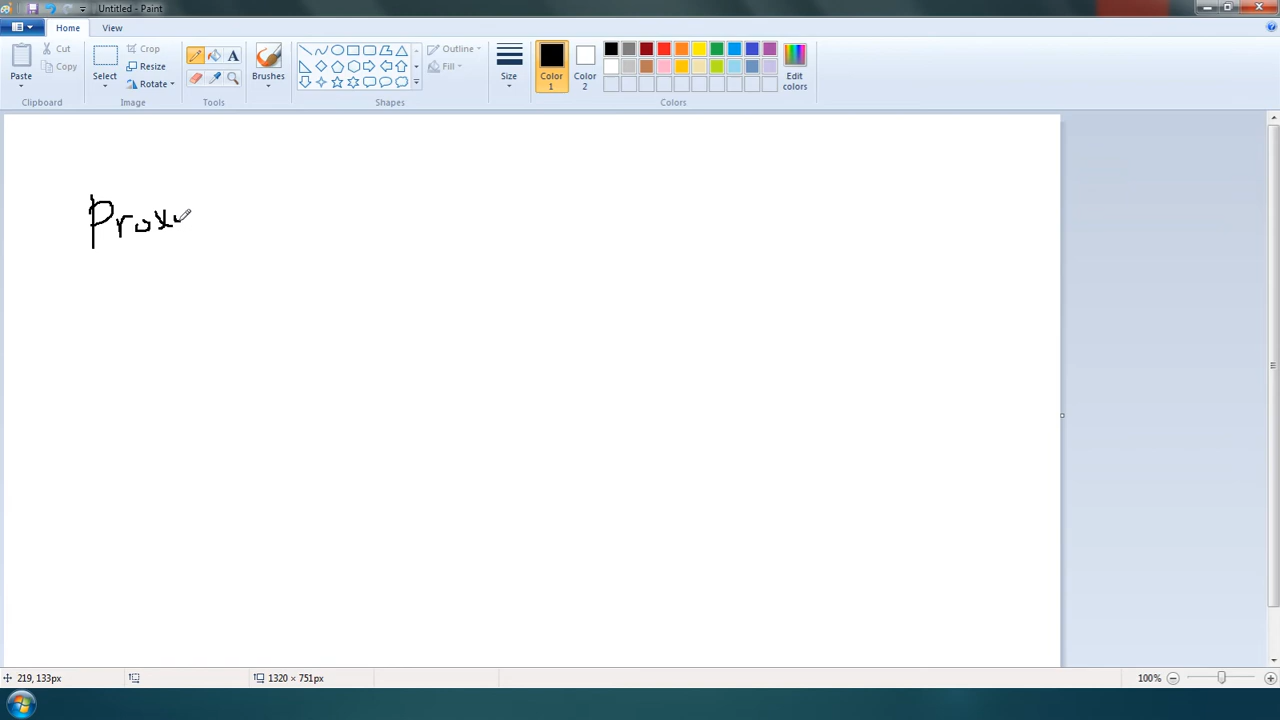 Untitled - Paint
Home
View
Paste
Cut
Copy
Clipboard
Select
Crop
Resize
Rotate
Image
Tools
Brushes
Shapes
Outline
Fill
Size
Color 1
Color 2
Edit colors
Colors
Prox
219, 133px
1320 × 751px
100%